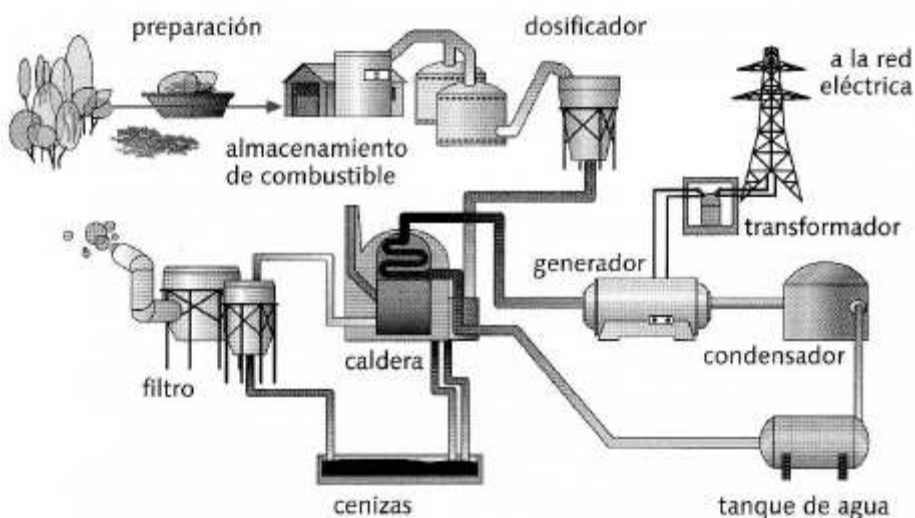 preparación
dosificador
a la red
eléctrica
almacenamiento
de combustible
transformador
generador
filtro
caldera
condensador
cenizas
tanque de agua